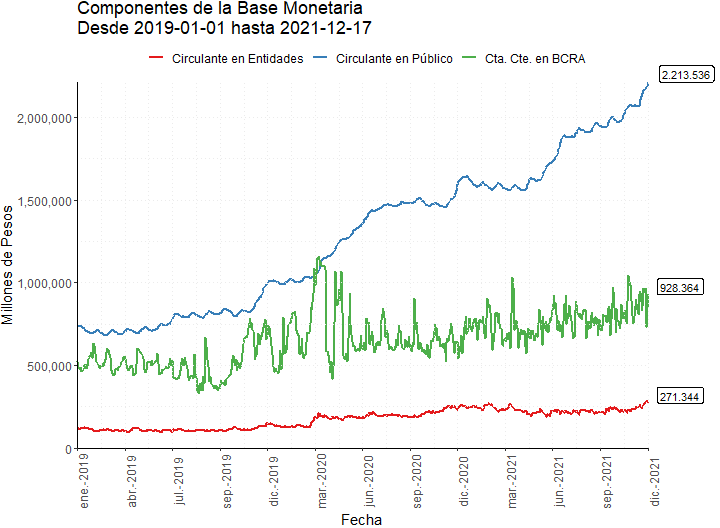 Componentes de la Base Monetaria
Desde 2019-01-01 hasta 2021-12-17
Circulante en Entidades
Circulante en Público
Cta. Cte. en BCRA
Millones de Pesos
2,000,000
1,500,000
1,000,000
500,000
0
2.213.536
928.364
271.344
ene.-2019
abr.-2019
jul.-2019
sep.-2019
dic.-2019
mar.-2020
jun.-2020
sep.-2020
dic.-2020
mar.-2021
jun.-2021
sep.-2021
dic.-2021
Fecha